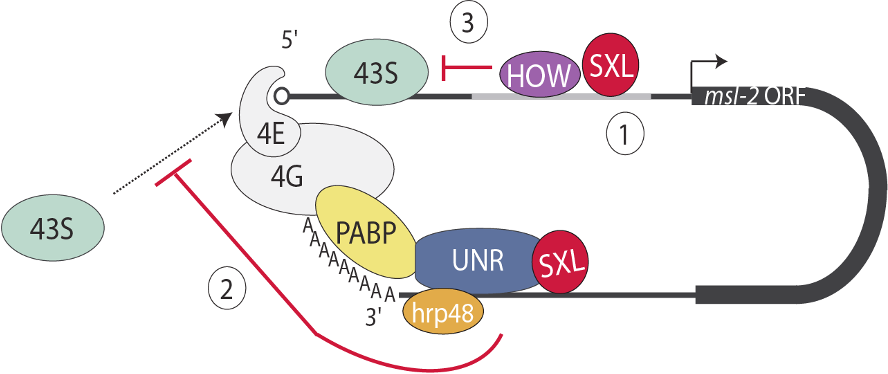 3
5'
43S
HOW
SXL
msl-2 ORF
4E
1
4G
43S
PABP
UNR
SXL
AAAAAAAAA
2
3'
hrp48